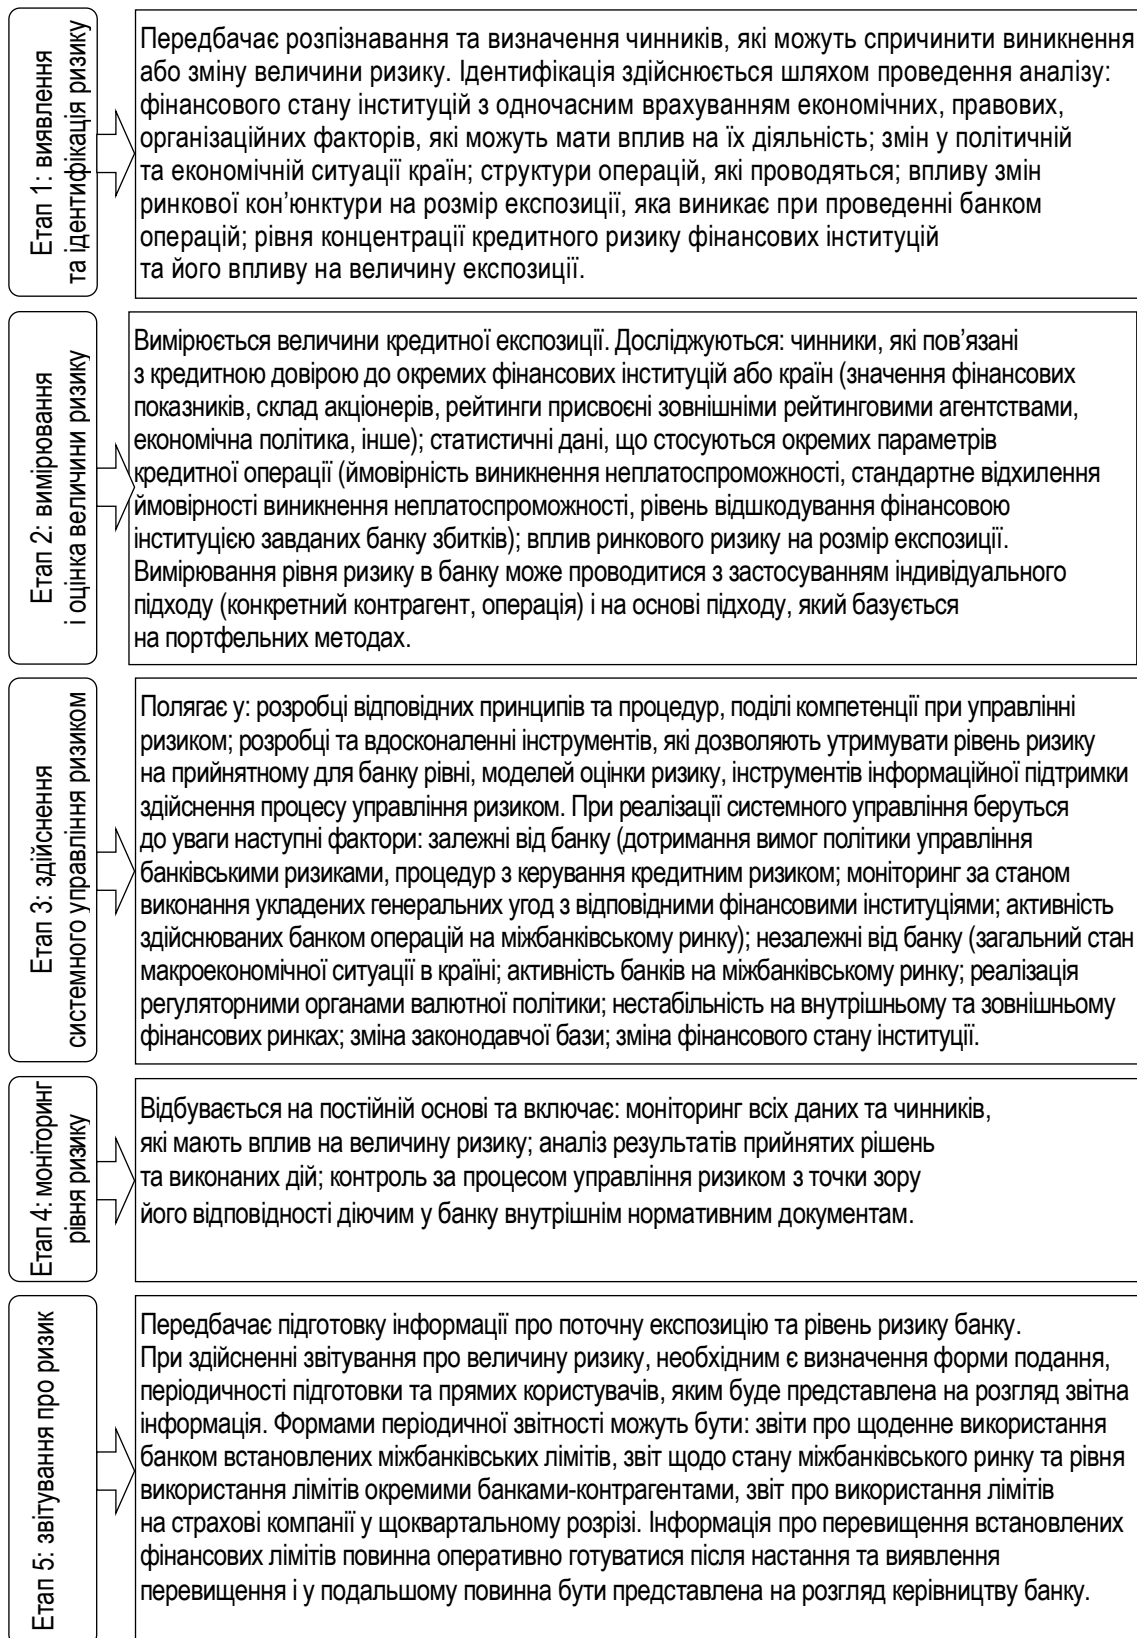 Етап 1: виявлення
та ідентифікація ризику
Передбачає розпізнавання та визначення чинників, які можуть спричинити виникнення
або зміну величини ризику. Ідентифікація здійснюється шляхом проведення аналізу:
фінансового стану інституцій з одночасним врахуванням економічних, правових,
організаційних факторів, які можуть мати вплив на їх діяльність; змін у політичній
та економічній ситуації країн; структури операцій, які проводяться; впливу змін
ринкової кон’юнктури на розмір експозиції, яка виникає при проведенні банком
операцій; рівня концентрації кредитного ризику фінансових інституцій
та його впливу на величину експозиції.
Етап 2: вимірювання
і оцінка величини ризику
Вимірюється величини кредитної експозиції. Досліджуються: чинники, які пов’язані
з кредитною довірою до окремих фінансових інституцій або країн (значення фінансових
показників, склад акціонерів, рейтинги присвоєні зовнішніми рейтинговими агентствами,
економічна політика, інше); статистичні дані, що стосуються окремих параметрів
кредитної операції (ймовірність виникнення неплатоспроможності, стандартне відхилення
ймовірності виникнення неплатоспроможності, рівень відшкодування фінансовою
інституцією завданих банку збитків); вплив ринкового ризику на розмір експозиції.
Вимірювання рівня ризику в банку може проводитися з застосуванням індивідуального
підходу (конкретний контрагент, операція) і на основі підходу, який базується
на портфельних методах.
Етап 3: здійснення
системного управління ризиком
Полягає у: розробці відповідних принципів та процедур, поділі компетенції при управлінні
ризиком; розробці та вдосконаленні інструментів, які дозволяють утримувати рівень ризику
на прийнятному для банку рівні, моделей оцінки ризику, інструментів інформаційної підтримки
здійснення процесу управління ризиком. При реалізації системного управління беруться
до уваги наступні фактори: залежні від банку (дотримання вимог політики управління
банківськими ризиками, процедур з керування кредитним ризиком; моніторинг за станом
виконання укладених генеральних угод з відповідними фінансовими інституціями; активність
здійснюваних банком операцій на міжбанківському ринку); незалежні від банку (загальний стан
макроекономічної ситуації в країні; активність банків на міжбанківському ринку; реалізація
регуляторними органами валютної політики; нестабільність на внутрішньому та зовнішньому
фінансових ринках; зміна законодавчої бази; зміна фінансового стану інституції.
Етап 4: моніторинг
рівня ризику
Відбувається на постійній основі та включає: моніторинг всіх даних та чинників,
які мають вплив на величину ризику; аналіз результатів прийнятих рішень
та виконаних дій; контроль за процесом управління ризиком з точки зору
його відповідності діючим у банку внутрішнім нормативним документам.
Етап 5: звітування про ризик
Передбачає підготовку інформації про поточну експозицію та рівень ризику банку.
При здійсненні звітування про величину ризику, необхідним є визначення форми подання,
періодичності підготовки та прямих користувачів, яким буде представлена на розгляд звітна
інформація. Формами періодичної звітності можуть бути: звіти про щоденне використання
банком встановлених міжбанківських лімітів, звіт щодо стану міжбанківського ринку та рівня
використання лімітів окремими банками-контрагентами, звіт про використання лімітів
на страхові компанії у щоквартальному розрізі. Інформація про перевищення встановлених
фінансових лімітів повинна оперативно готуватися після настання та виявлення
перевищення і у подальшому повинна бути представлена на розгляд керівництву банку.